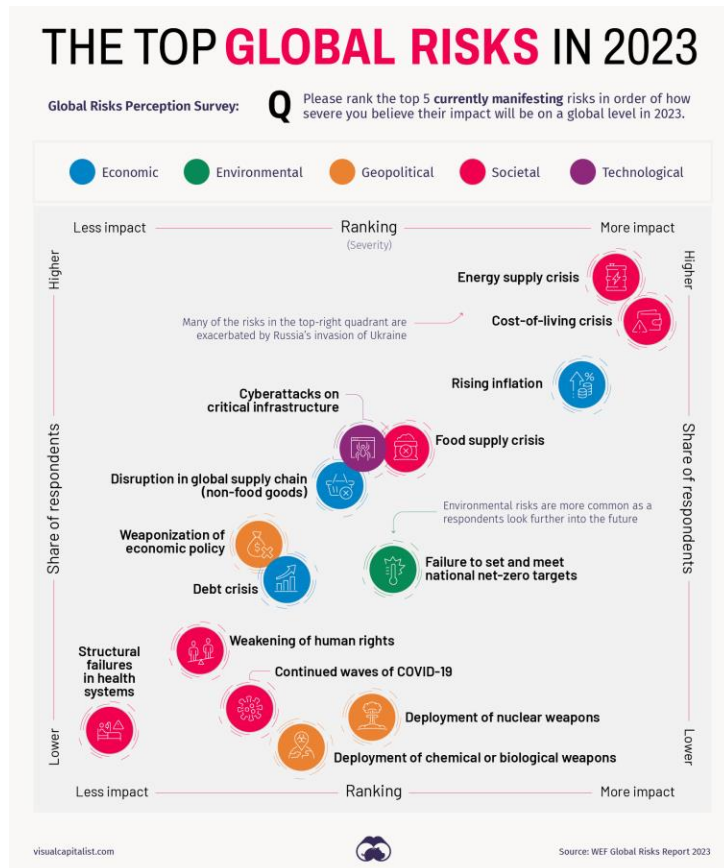 THE TOP GLOBAL RISKS IN 2023
Global Risks Perception Survey:
Q
Please rank the top 5 currently manifesting risks in order of how
severe you believe their impact will be on a global level in 2023.
Economic
Environmental
Geopolitical
Societal
Technological
Less impact
Ranking
(Severity)
More impact
Higher
Higher
Energy supply crisis
Many of the risks in the top-right quadrant are
exacerbated by Russia's invasion of Ukraine
Cost-of-living crisis
Rising inflation
%
Cyberattacks on
critical infrastructure
Food supply crisis
Share of respondents
Share of respondents
Disruption in global supply chain
(non-food goods)
Environmental risks are more common as a
respondents look further into the future
Weaponization of
economic policy
$
Debt crisis
Failure to set and meet
national net-zero targets
Weakening of human rights
Structural
failures
in health
systems
Continued waves of COVID-19
Deployment of nuclear weapons
Deployment of chemical or biological weapons
Lower
Lower
Less impact
Ranking
More impact
visualcapitalist.com
Source: WEF Global Risks Report 2023